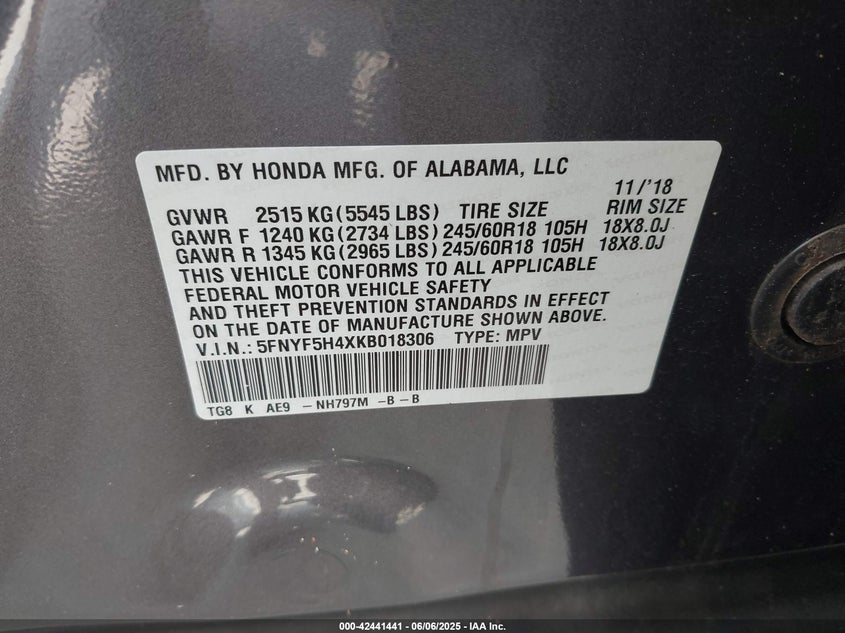 MFD. BY HONDA MFG. OF ALABAMA, LLC
11/'18
GVWR 2515 KG (5545 LBS) TIRE SIZE RIM SIZE
GAWR F 1240 KG (2734 LBS) 245/60R18 105H 18X8.0J
GAWR R 1345 KG (2965 LBS) 245/60R18 105H 18X8.0J
THIS VEHICLE CONFORMS TO ALL APPLICABLE
FEDERAL MOTOR VEHICLE SAFETY
AND THEFT PREVENTION STANDARDS IN EFFECT
ON THE DATE OF MANUFACTURE SHOWN ABOVE.
V.I.N.: 5FNYF5H4XKB018306 TYPE: MPV
TG8 K AE9 -NH797M -B-B
000-42441441 | 06/06/2025 - IAA Inc.